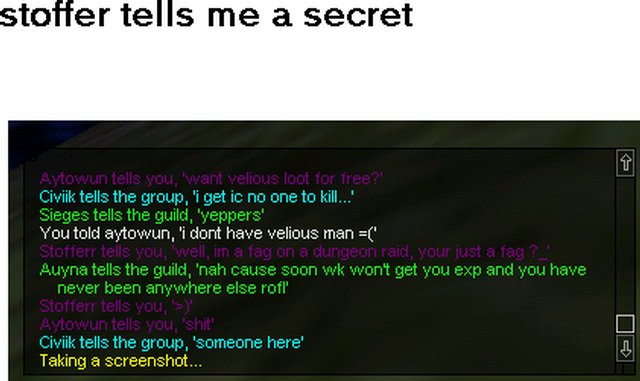 stoffer tells me a secret
Aytowun tells you, 'want velious loot for free?'
Civiik tells the group, 'i get ic no one to kill...'
Sieges tells the guild, 'yeppers'
You told aytowun, 'i dont have velious man =('
Stofferr tells you, 'well, im a fag on a dungeon raid, your just a fag ?_'
Auyna tells the guild, 'nah cause soon wk won't get you exp and you have
never been anywhere else rofl'
Stofferr tells you, '>)'
Aytowun tells you, 'shit'
Civiik tells the group, 'someone here'
Taking a screenshot...